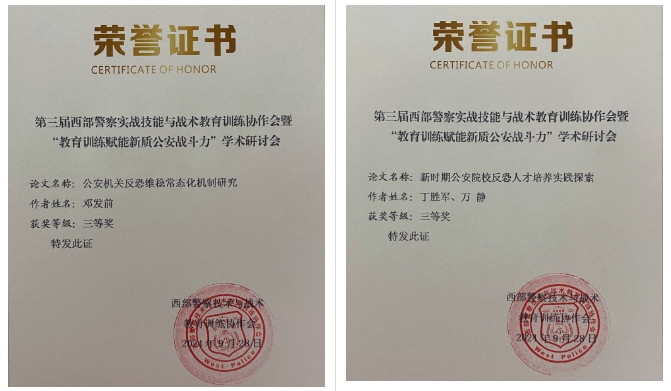 荣誉证书
CERTIFICATE OF HONOR
第三届西部警察实战技能与战术教育训练协作会暨
“教育训练赋能新质公安战斗力”学术研讨会
论文名称：公安机关反恐维稳常态化机制研究
作者姓名：邓发前
获奖等级：三等奖
特发此证
西部警察技术与战术
教育训练协作会
2024年9月28日
West Police
荣誉证书
CERTIFICATE OF HONOR
第三届西部警察实战技能与战术教育训练协作会暨
“教育训练赋能新质公安战斗力”学术研讨会
论文名称：新时期公安院校反恐人才培养实践探索
作者姓名：丁胜军、万 静
获奖等级：三等奖
特发此证
西部警察技术与战术
教育训练协作会
2024年9月28日
West Police